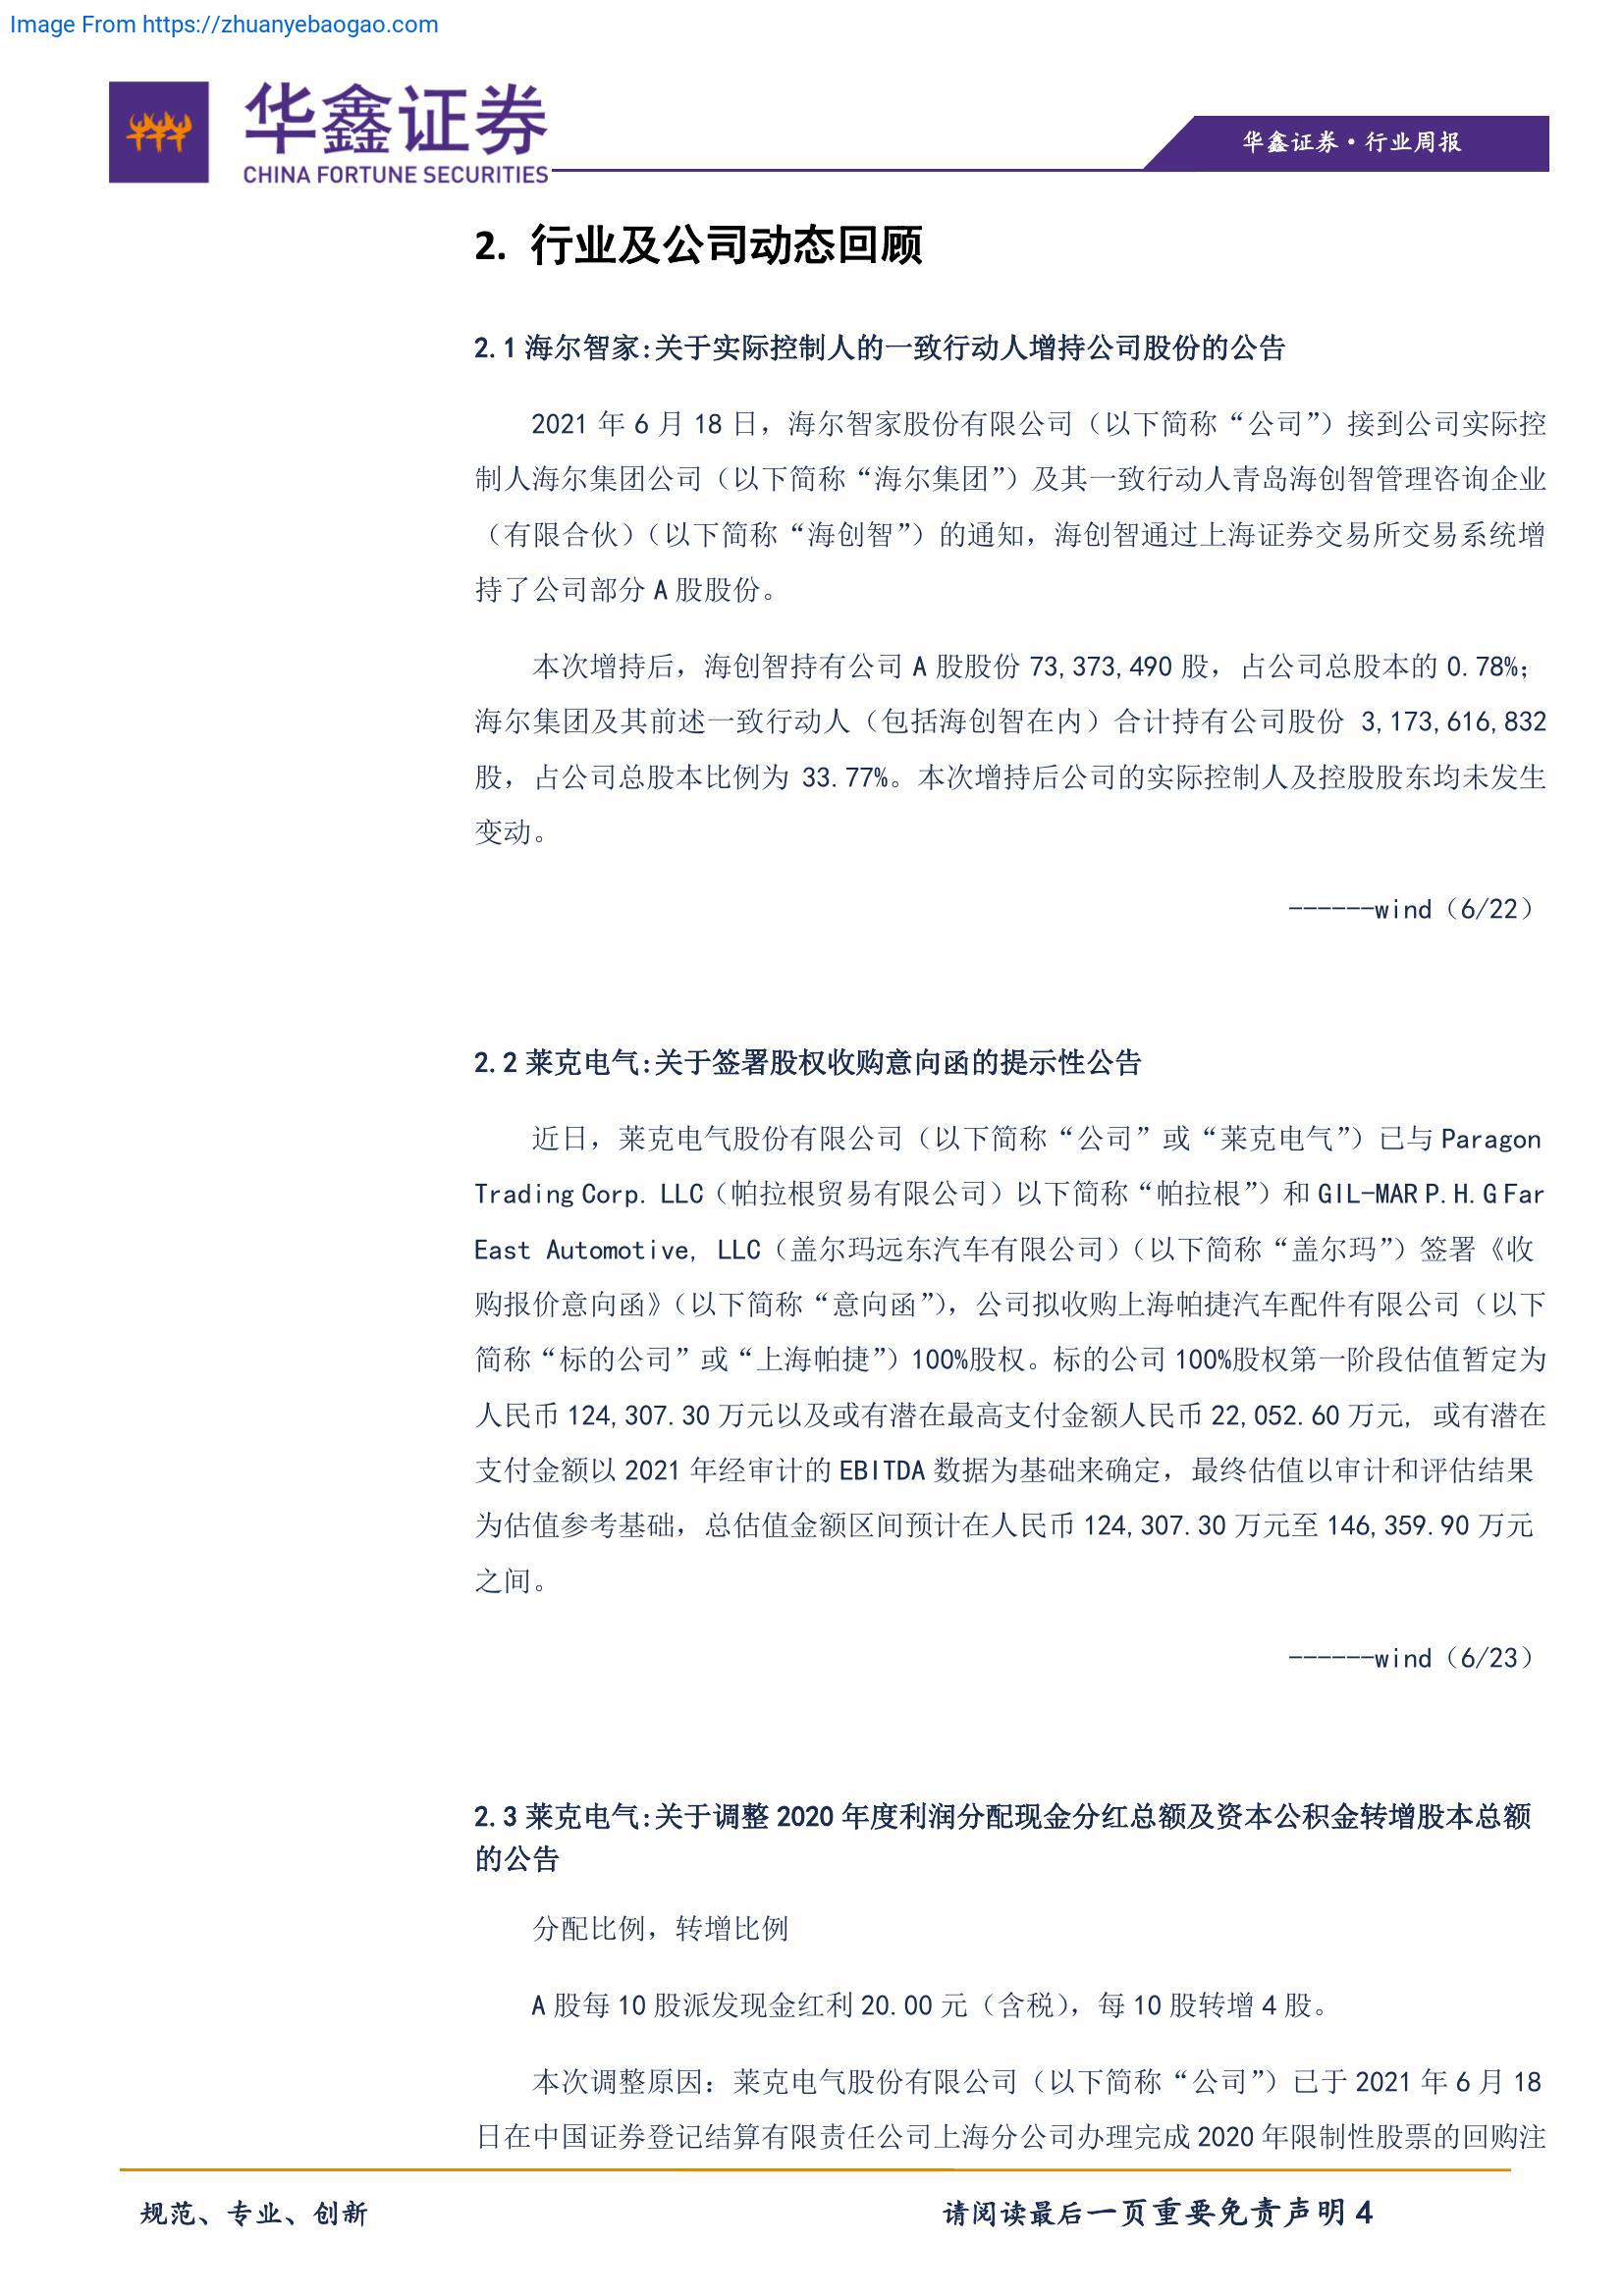 Image From https://zhuanyebaogao.com
华鑫证券
CHINA FORTUNE SECURITIES
华鑫证券·行业周报
2. 行业及公司动态回顾
2.1 海尔智家:关于实际控制人的一致行动人增持公司股份的公告
2021 年 6 月 18 日，海尔智家股份有限公司（以下简称“公司”）接到公司实际控
制人海尔集团公司（以下简称“海尔集团”）及其一致行动人青岛海创智管理咨询企业
（有限合伙）（以下简称“海创智”）的通知，海创智通过上海证券交易所交易系统增
持了公司部分 A 股股份。
本次增持后，海创智持有公司 A 股股份 73,373,490 股，占公司总股本的 0.78%；
海尔集团及其前述一致行动人（包括海创智在内）合计持有公司股份 3,173,616,832
股，占公司总股本比例为 33.77%。本次增持后公司的实际控制人及控股股东均未发生
变动。
------wind（6/22）
2.2 莱克电气:关于签署股权收购意向函的提示性公告
近日，莱克电气股份有限公司（以下简称“公司”或“莱克电气”）已与 Paragon
Trading Corp. LLC（帕拉根贸易有限公司）以下简称“帕拉根”）和 GIL-MAR P.H.G Far
East Automotive, LLC（盖尔玛远东汽车有限公司）（以下简称“盖尔玛”）签署《收
购报价意向函》（以下简称“意向函”），公司拟收购上海帕捷汽车配件有限公司（以下
简称“标的公司”或“上海帕捷”）100%股权。标的公司 100%股权第一阶段估值暂定为
人民币 124,307.30 万元以及或有潜在最高支付金额人民币 22,052.60 万元, 或有潜在
支付金额以 2021 年经审计的 EBITDA 数据为基础来确定，最终估值以审计和评估结果
为估值参考基础，总估值金额区间预计在人民币 124,307.30 万元至 146,359.90 万元
之间。
------wind（6/23）
2.3 莱克电气:关于调整 2020 年度利润分配现金分红总额及资本公积金转增股本总额
的公告
分配比例，转增比例
A 股每 10 股派发现金红利 20.00 元（含税），每 10 股转增 4 股。
本次调整原因：莱克电气股份有限公司（以下简称“公司”）已于 2021 年 6 月 18
日在中国证券登记结算有限责任公司上海分公司办理完成 2020 年限制性股票的回购注
规范、专业、创新
请阅读最后一页重要免责声明 4